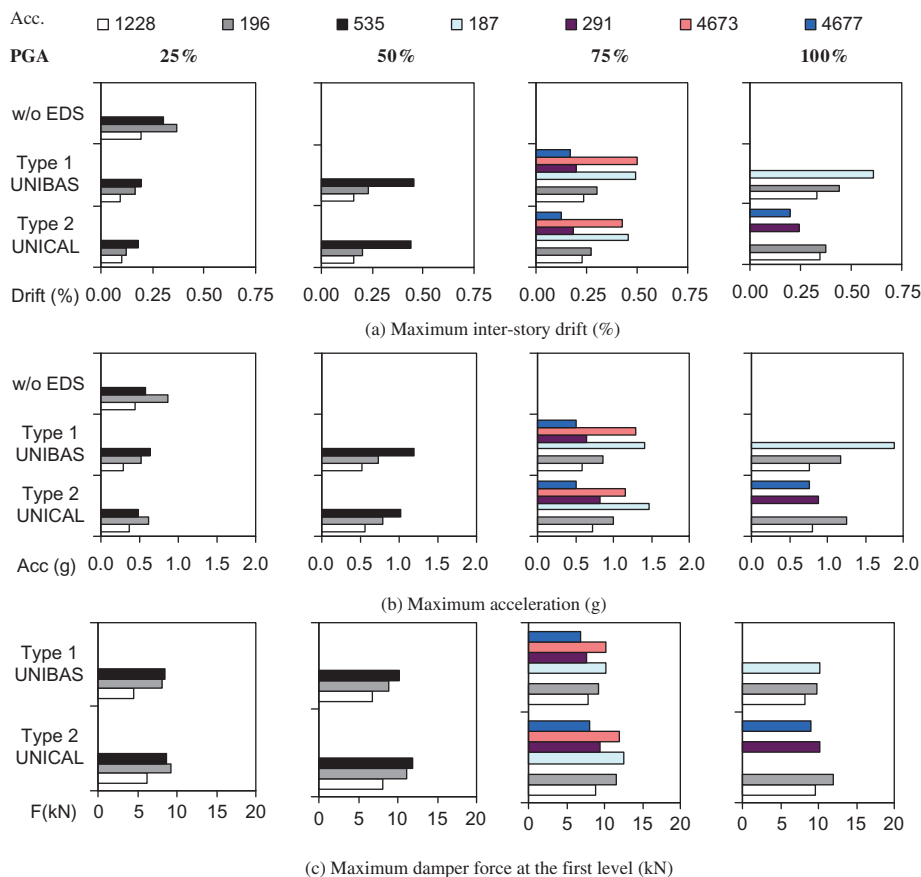 Acc. 1228 196 535 187 291 4673 4677
PGA 25% 50% 75% 100%
w/o EDS
Type 1
UNIBAS
Type 2
UNICAL
Drift (%) 0.00 0.25 0.50 0.75 0.00 0.25 0.50 0.75 0.00 0.25 0.50 0.75 0.00 0.25 0.50 0.75
(a) Maximum inter-story drift (%)
w/o EDS
Type 1
UNIBAS
Type 2
UNICAL
Acc (g) 0.0 0.5 1.0 1.5 2.0 0.0 0.5 1.0 1.5 2.0 0.0 0.5 1.0 1.5 2.0 0.0 0.5 1.0 1.5 2.0
(b) Maximum acceleration (g)
Type 1
UNIBAS
Type 2
UNICAL
F(kN) 0 5 10 15 20 0 5 10 15 20 0 5 10 15 20 0 5 10 15 20
(c) Maximum damper force at the first level (kN)